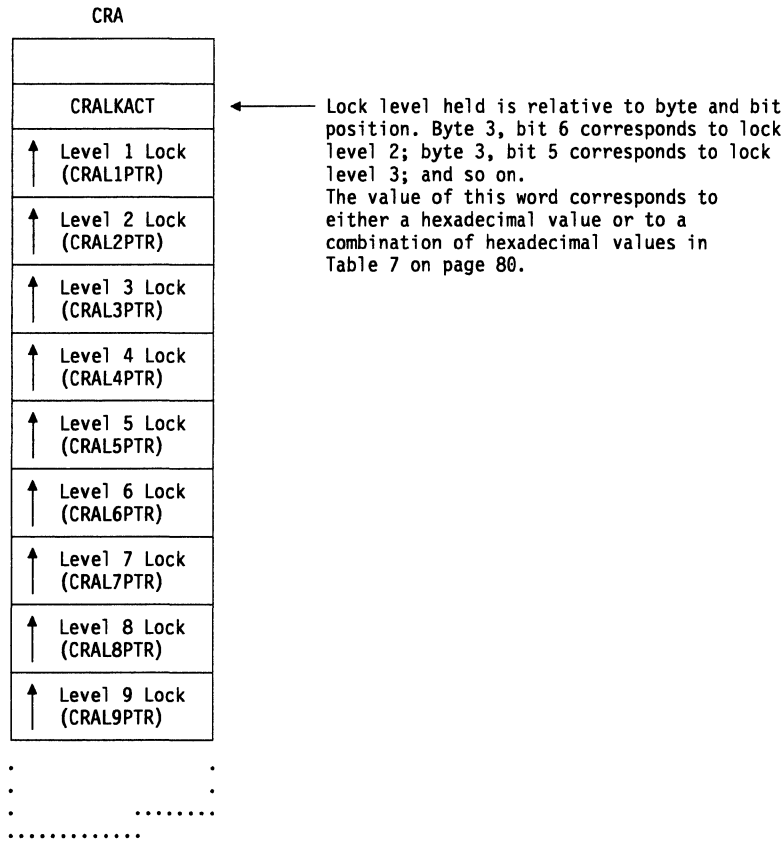 CRA
CRALKACT
Lock level held is relative to byte and bit
position. Byte 3, bit 6 corresponds to lock
level 2; byte 3, bit 5 corresponds to lock
level 3; and so on.
The value of this word corresponds to
either a hexadecimal value or to a
combination of hexadecimal values in
Table 7 on page 80.
Level 1 Lock
(CRAL1PTR)
Level 2 Lock
(CRAL2PTR)
Level 3 Lock
(CRAL3PTR)
Level 4 Lock
(CRAL4PTR)
Level 5 Lock
(CRAL5PTR)
Level 6 Lock
(CRAL6PTR)
Level 7 Lock
(CRAL7PTR)
Level 8 Lock
(CRAL8PTR)
Level 9 Lock
(CRAL9PTR)